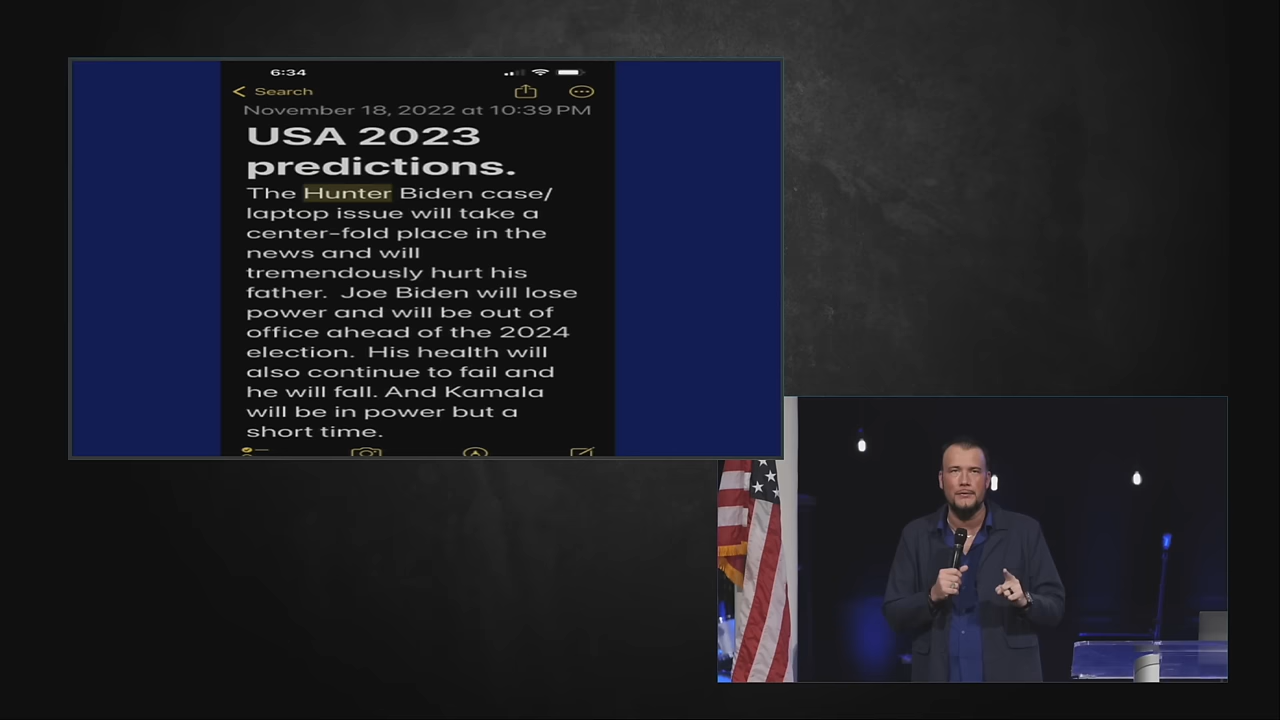 6:34
Search
November 18, 2022 at 10:39 PM
USA 2023
predictions.
The Hunter Biden case/
laptop issue will take a
center-fold place in the
news and will
tremendously hurt his
father.  Joe Biden will lose
power and will be out of
office ahead of the 2024
election.  His health will
also continue to fail and
he will fall. And Kamala
will be in power but a
short time.